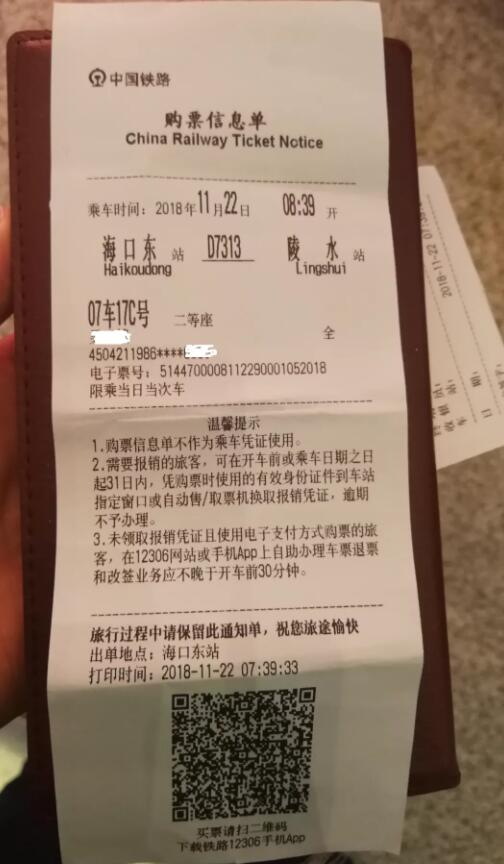 中国铁路
购票信息单
China Railway Ticket Notice
乘车时间：2018年11月22日 08:39 开
海口东 站 D7313 陵水 站
Haikoudong Lingshui
07车17C号 二等座 全
4504211986****
电子票号：5144700008112290001052018
限乘当日当次车
温馨提示
1.购票信息单不作为乘车凭证使用。
2.需要报销的旅客，可在开车前或乘车日期之日
起31日内，凭购票时使用的有效身份证件到车站
指定窗口或自动售/取票机换取报销凭证，逾期
不予办理。
3.未领取报销凭证且使用电子支付方式购票的旅
客，在12306网站或手机App上自助办理车票退票
和改签业务应不晚于开车前30分钟。
旅行过程中请保留此通知单，祝您旅途愉快
出单地点：海口东站
打印时间：2018-11-22 07:39:33
买票请扫二维码
下载铁路12306手机App
2018-11-22 07:39